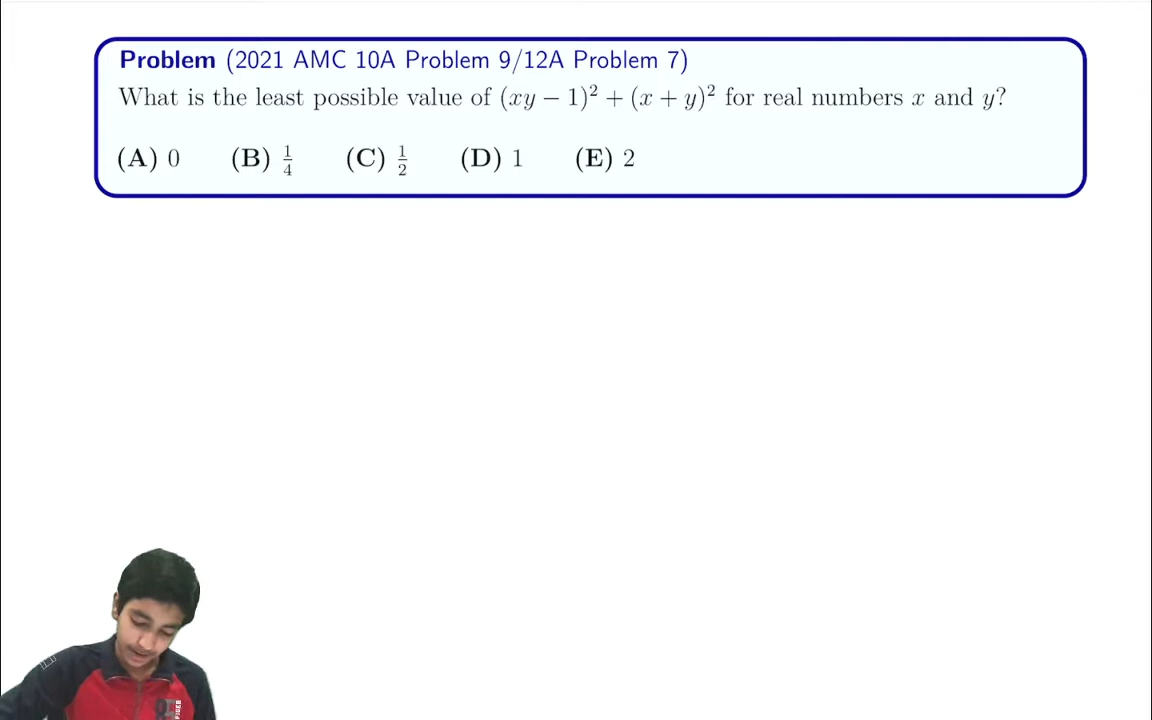 Problem (2021 AMC 10A Problem 9/12A Problem 7)
What is the least possible value of (xy − 1)² + (x + y)² for real numbers x and y?
(A) 0 (B) 1/4 (C) 1/2 (D) 1 (E) 2